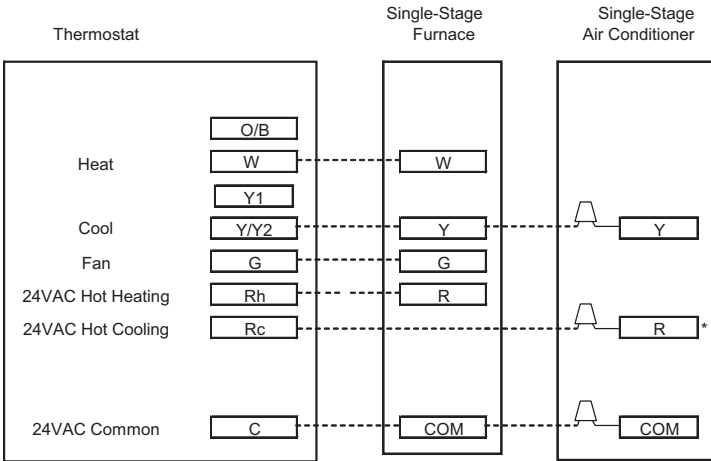 Thermostat
Single-Stage
Furnace
Single-Stage
Air Conditioner
O/B
Heat W W
Y1
Cool Y/Y2 Y Y
Fan G G
24VAC Hot Heating Rh R
24VAC Hot Cooling Rc R *
24VAC Common C COM COM